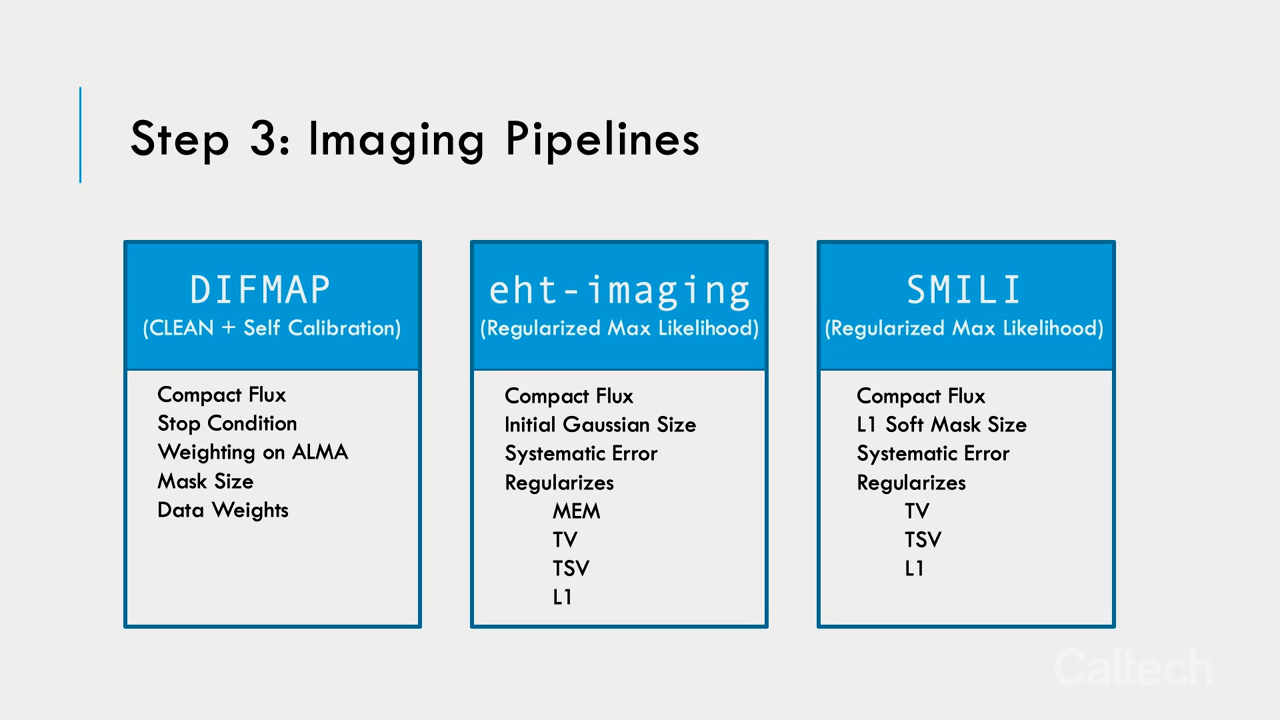 Step 3: Imaging Pipelines
DIFMAP
(CLEAN + Self Calibration)
Compact Flux
Stop Condition
Weighting on ALMA
Mask Size
Data Weights
eht-imaging
(Regularized Max Likelihood)
Compact Flux
Initial Gaussian Size
Systematic Error
Regularizes
MEM
TV
TSV
L1
SMILI
(Regularized Max Likelihood)
Compact Flux
L1 Soft Mask Size
Systematic Error
Regularizes
TV
TSV
L1
Caltech